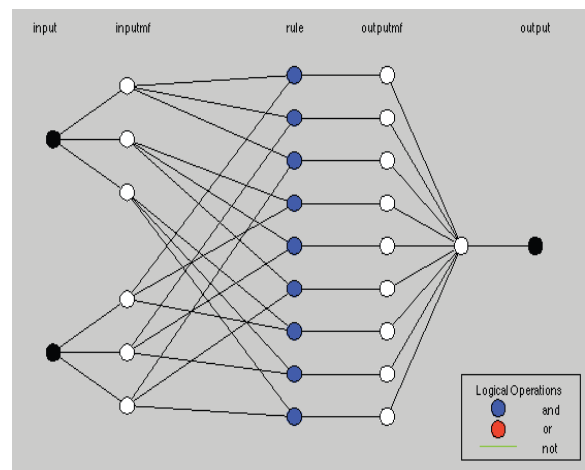 input inputmf rule outputmf output
Logical Operations
and
or
not